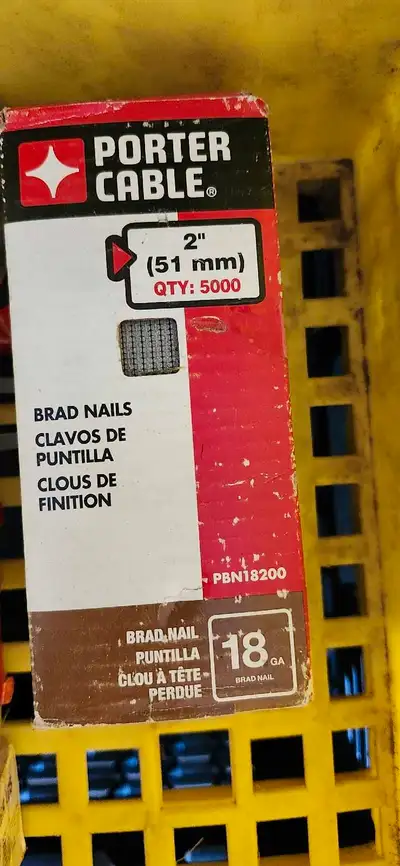 PORTER
CABLE®
2"
(51 mm)
QTY: 5000
BRAD NAILS
CLAVOS DE
PUNTILLA
CLOUS DE
FINITION
PBN18200
BRAD NAIL
PUNTILLA
CLOU À TÊTE
PERDUE
18 GA
BRAD NAIL